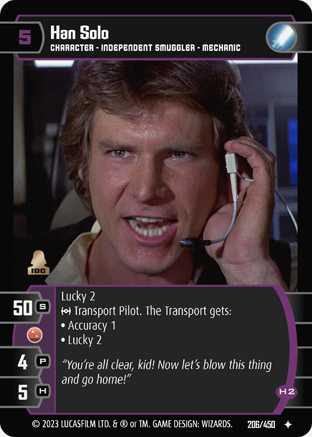 5
Han Solo
CHARACTER • INDEPENDENT SMUGGLER • MECHANIC
IDC
50 S
4 P
5 H
Lucky 2
Transport Pilot. The Transport gets:
• Accuracy 1
• Lucky 2
"You're all clear, kid! Now let's blow this thing
and go home!"
H2
© 2023 LUCASFILM LTD. & ® or TM. GAME DESIGN: WIZARDS. 206/450